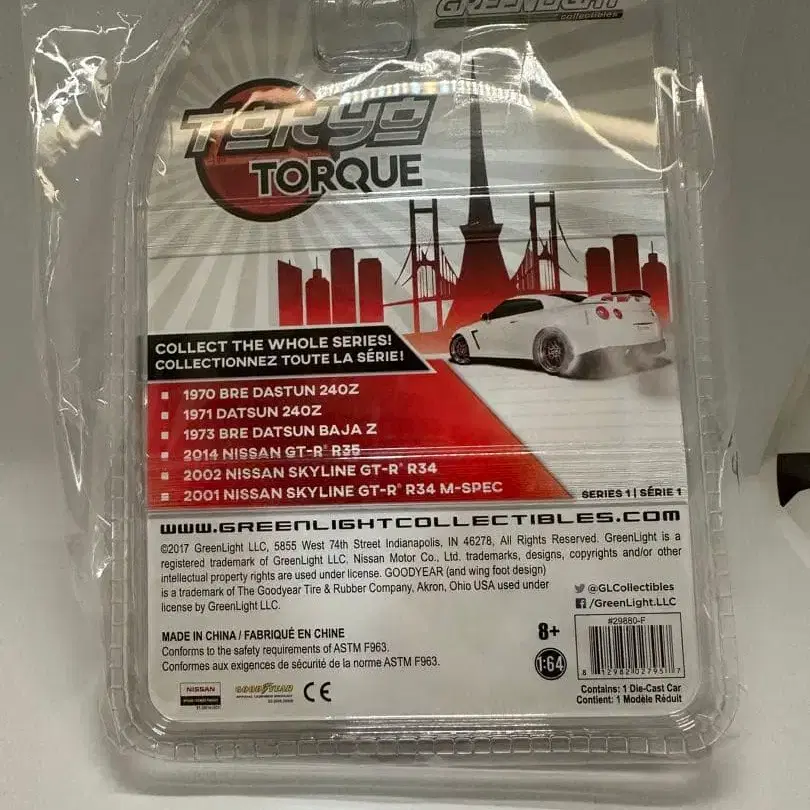 GREENLIGHT
collectibles
TOKYO
TORQUE
COLLECT THE WHOLE SERIES!
COLLECTIONNEZ TOUTE LA SÉRIE!
1970 BRE DASTUN 240Z
1971 DATSUN 240Z
1973 BRE DATSUN BAJA Z
2014 NISSAN GT-R® R35
2002 NISSAN SKYLINE GT-R® R34
2001 NISSAN SKYLINE GT-R® R34 M-SPEC
SERIES 1 | SÉRIE 1
WWW.GREENLIGHTCOLLECTIBLES.COM
©2017 GreenLight LLC, 5855 West 74th Street Indianapolis, IN 46278, All Rights Reserved. GreenLight is a
registered trademark of GreenLight LLC. Nissan Motor Co., Ltd. trademarks, designs, copyrights and/or other
intellectual property rights are used under license. GOODYEAR (and wing foot design)
is a trademark of The Goodyear Tire & Rubber Company, Akron, Ohio USA used under
license by GreenLight LLC.
@GLCollectibles
/GreenLight.LLC
MADE IN CHINA / FABRIQUÉ EN CHINE
Conforms to the safety requirements of ASTM F963.
Conformes aux exigences de sécurité de la norme ASTM F963.
8+
1:64
#29880-F
8 12982 02795 7
Contains: 1 Die-Cast Car
Contient: 1 Modèle Réduit
NISSAN
GOODYEAR
CE